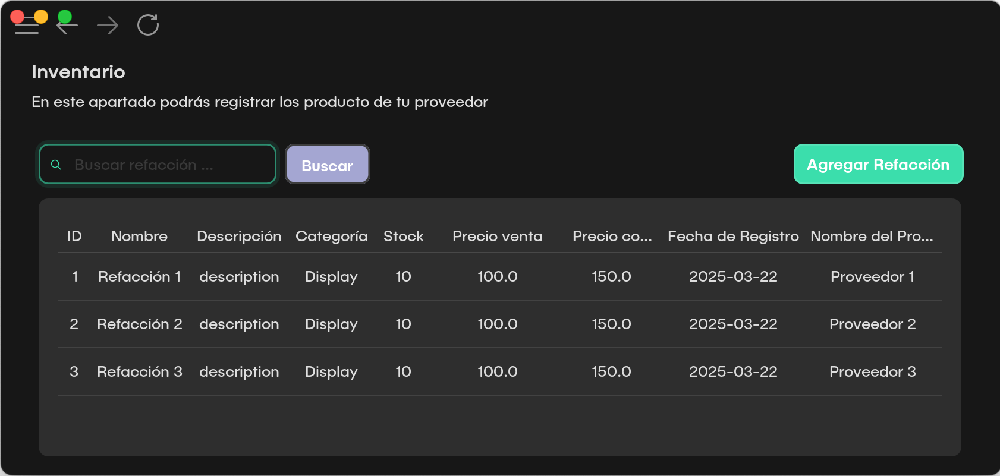 Inventario
En este apartado podrás registrar los producto de tu proveedor
Buscar refacción ... Buscar Agregar Refacción
ID Nombre Descripción Categoría Stock Precio venta Precio co... Fecha de Registro Nombre del Pro...
1 Refacción 1 description Display 10 100.0 150.0 2025-03-22 Proveedor 1
2 Refacción 2 description Display 10 100.0 150.0 2025-03-22 Proveedor 2
3 Refacción 3 description Display 10 100.0 150.0 2025-03-22 Proveedor 3